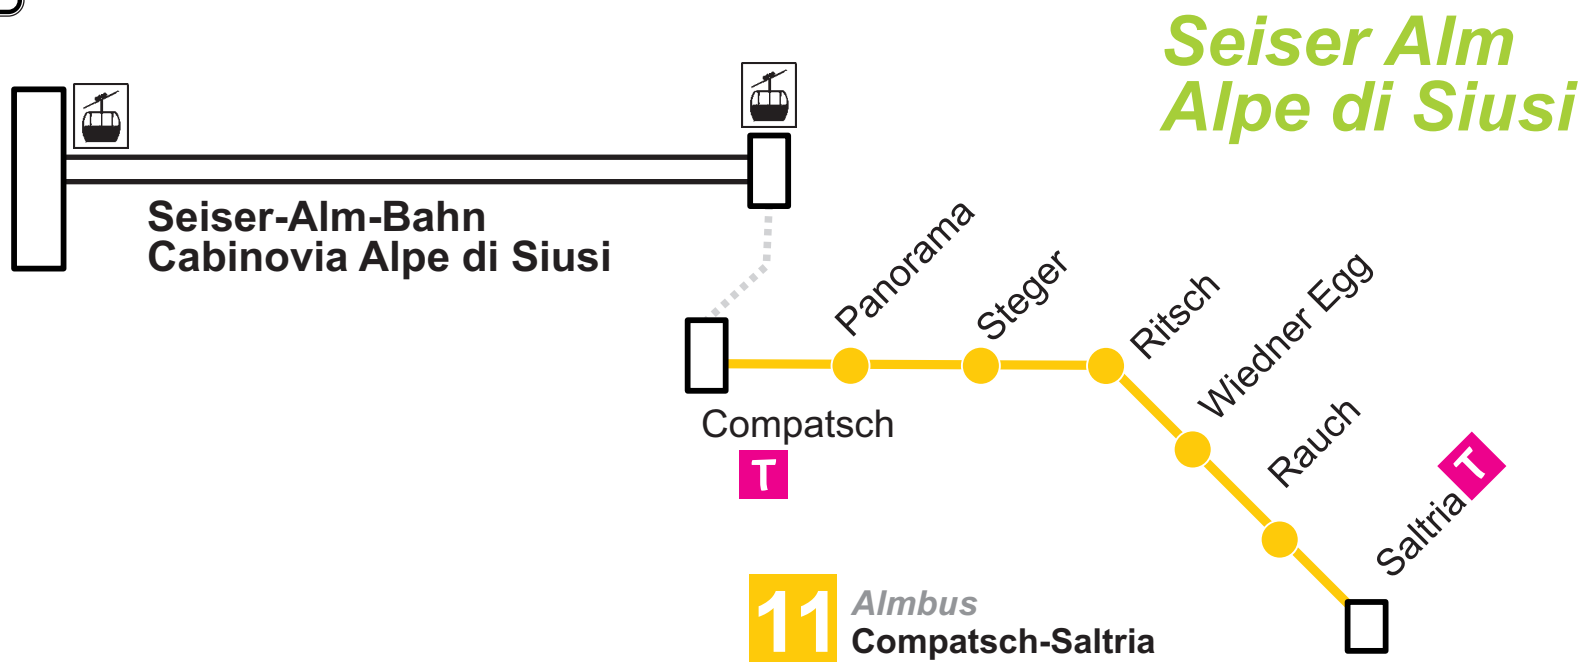 Seiser Alm
Alpe di Siusi
Seiser-Alm-Bahn
Cabinovia Alpe di Siusi
Panorama
Steger
Ritsch
Wiedner Egg
Rauch
Saltria T
Compatsch
T
11 Almbus
Compatsch-Saltria